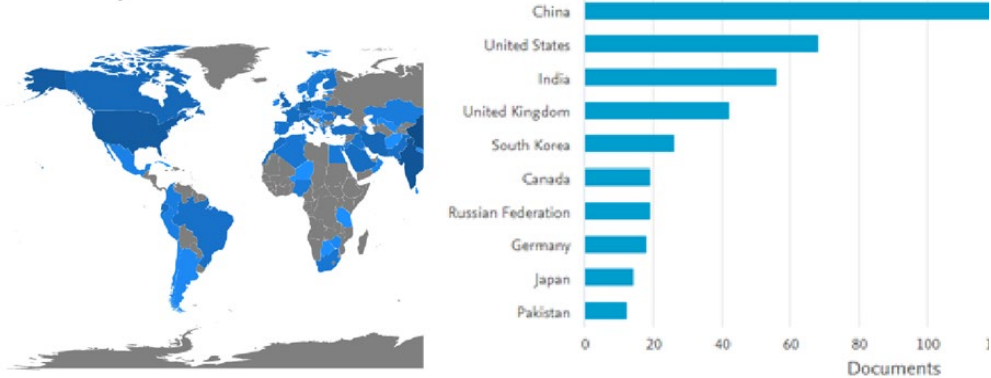 China
United States
India
United Kingdom
South Korea
Canada
Russian Federation
Germany
Japan
Pakistan
0 20 40 60 80 100
Documents